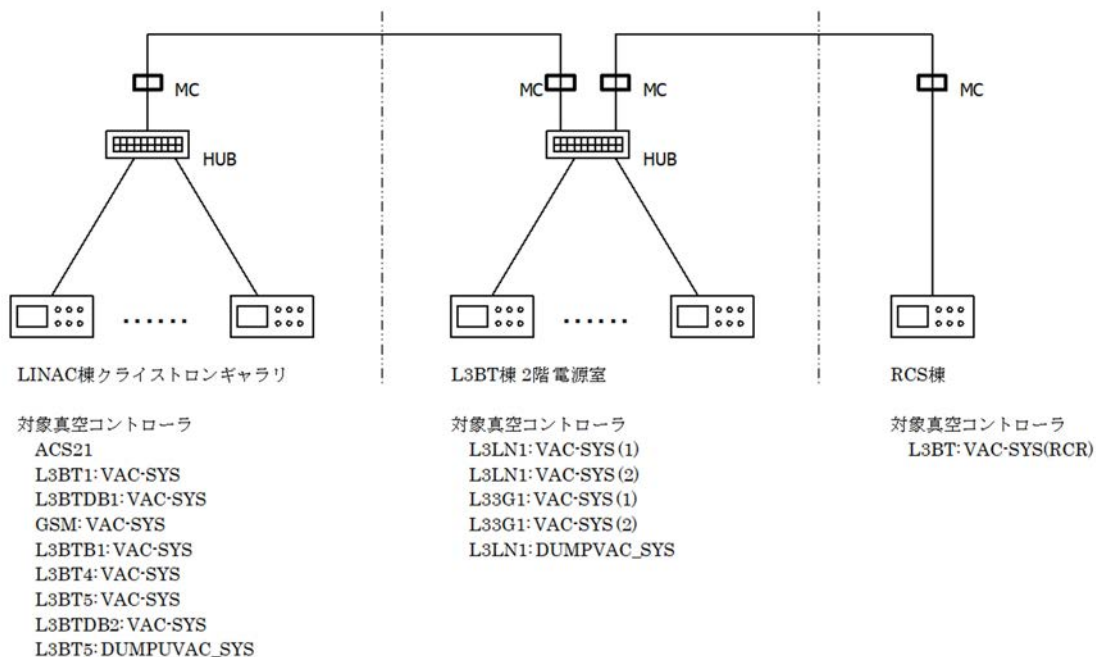 MC
MC
MC
MC
HUB
HUB
LINAC棟クライストロンギャラリ
対象真空コントローラ
ACS21
L3BT1:VAC-SYS
L3BTDB1:VAC-SYS
GSM:VAC-SYS
L3BTB1:VAC-SYS
L3BT4:VAC-SYS
L3BT5:VAC-SYS
L3BTDB2:VAC-SYS
L3BT5:DUMPUVAC_SYS
L3BT棟 2階 電源室
対象真空コントローラ
L3LN1:VAC-SYS(1)
L3LN1:VAC-SYS(2)
L33G1:VAC-SYS(1)
L33G1:VAC-SYS(2)
L3LN1:DUMPVAC_SYS
RCS棟
対象真空コントローラ
L3BT:VAC-SYS(RCR)